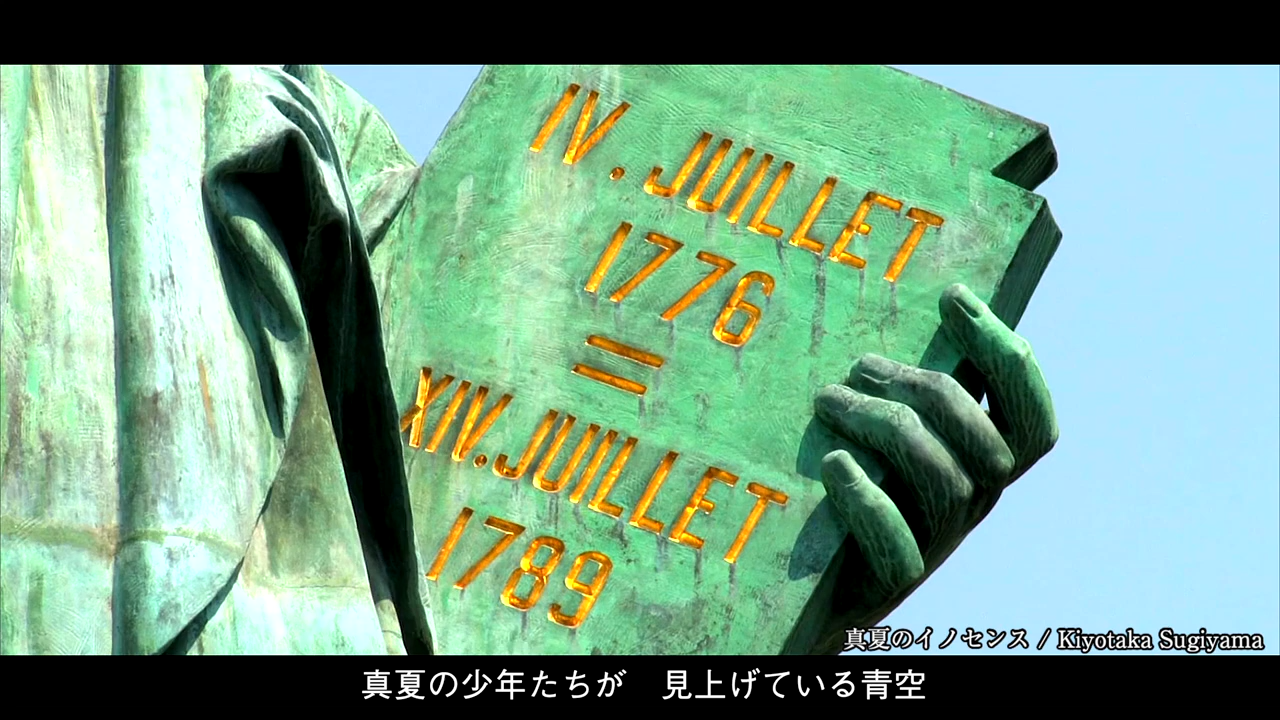 IV. JUILLET
1776
=
XIV. JUILLET
1789
真夏のイノセンス / Kiyotaka Sugiyama
真夏の少年たちが　見上げている青空